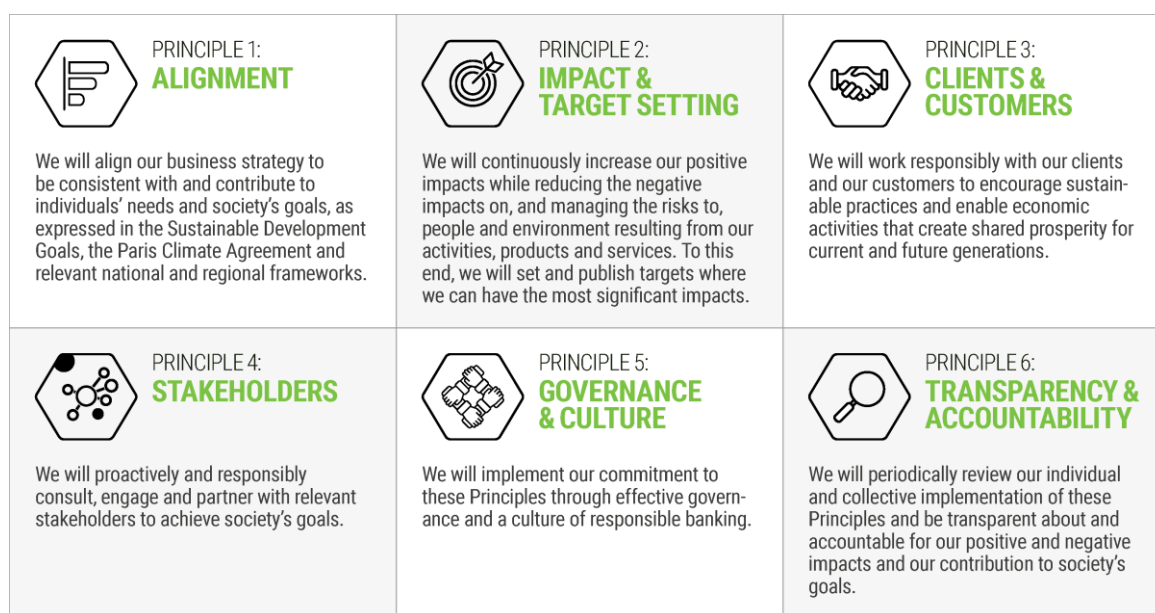 PRINCIPLE 1:
ALIGNMENT
We will align our business strategy to
be consistent with and contribute to
individuals’ needs and society’s goals, as
expressed in the Sustainable Development
Goals, the Paris Climate Agreement and
relevant national and regional frameworks.
PRINCIPLE 2:
IMPACT &
TARGET SETTING
We will continuously increase our positive
impacts while reducing the negative
impacts on, and managing the risks to,
people and environment resulting from our
activities, products and services. To this
end, we will set and publish targets where
we can have the most significant impacts.
PRINCIPLE 3:
CLIENTS &
CUSTOMERS
We will work responsibly with our clients
and our customers to encourage sustain-
able practices and enable economic
activities that create shared prosperity for
current and future generations.
PRINCIPLE 4:
STAKEHOLDERS
We will proactively and responsibly
consult, engage and partner with relevant
stakeholders to achieve society’s goals.
PRINCIPLE 5:
GOVERNANCE
& CULTURE
We will implement our commitment to
these Principles through effective govern-
ance and a culture of responsible banking.
PRINCIPLE 6:
TRANSPARENCY &
ACCOUNTABILITY
We will periodically review our individual
and collective implementation of these
Principles and be transparent about and
accountable for our positive and negative
impacts and our contribution to society’s
goals.